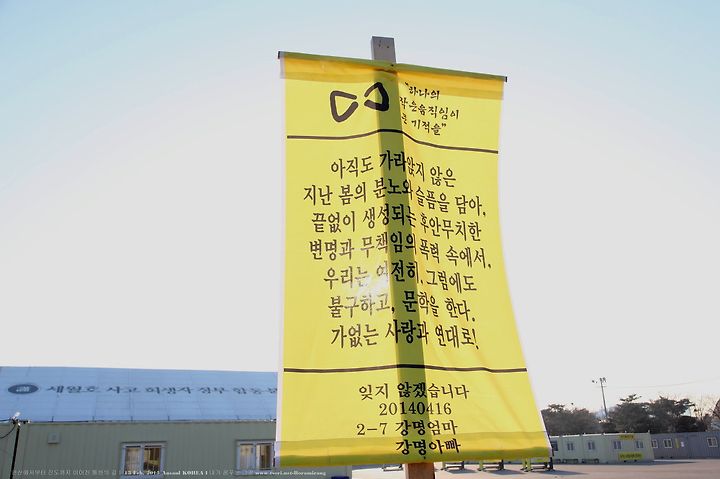 "하나의
작은움직임이
큰 기적을"
아직도 가라앉지 않은
지난 봄의 분노와 슬픔을 담아,
끝없이 생성되는 후안무치한
변명과 무책임의 폭력 속에서,
우리는 여전히, 그럼에도
불구하고, 문학을 한다.
가없는 사랑과 연대로!
잊지 않겠습니다
20140416
2-7 강명엄마
강명아빠
세월호 사고 희생자 정부 합동분